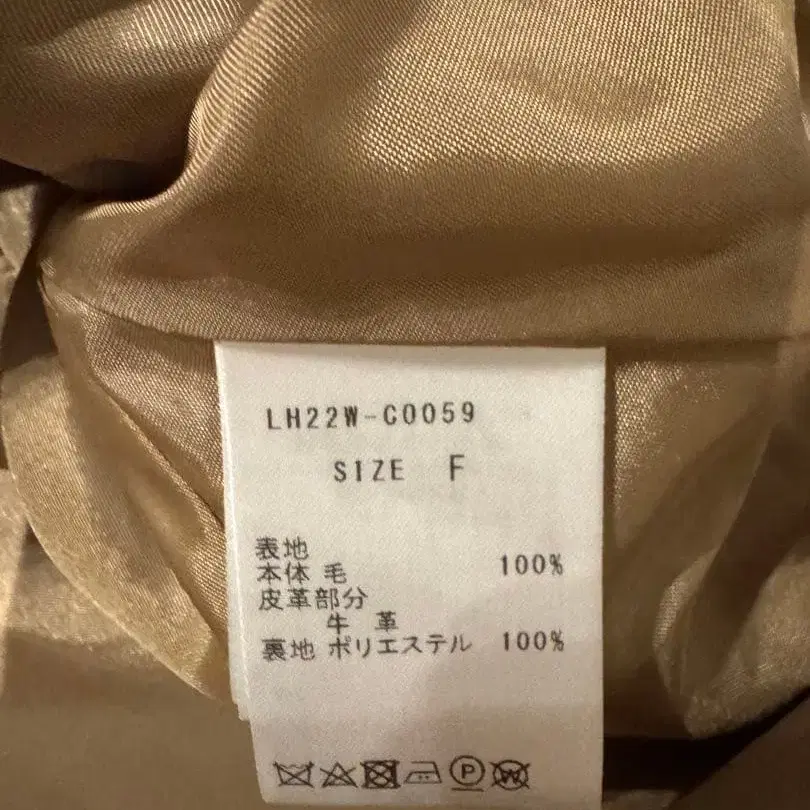 LH22W-C0059
SIZE F
表地
本体 毛 100%
皮革部分
牛 革
裏地 ポリエステル 100%
P
W